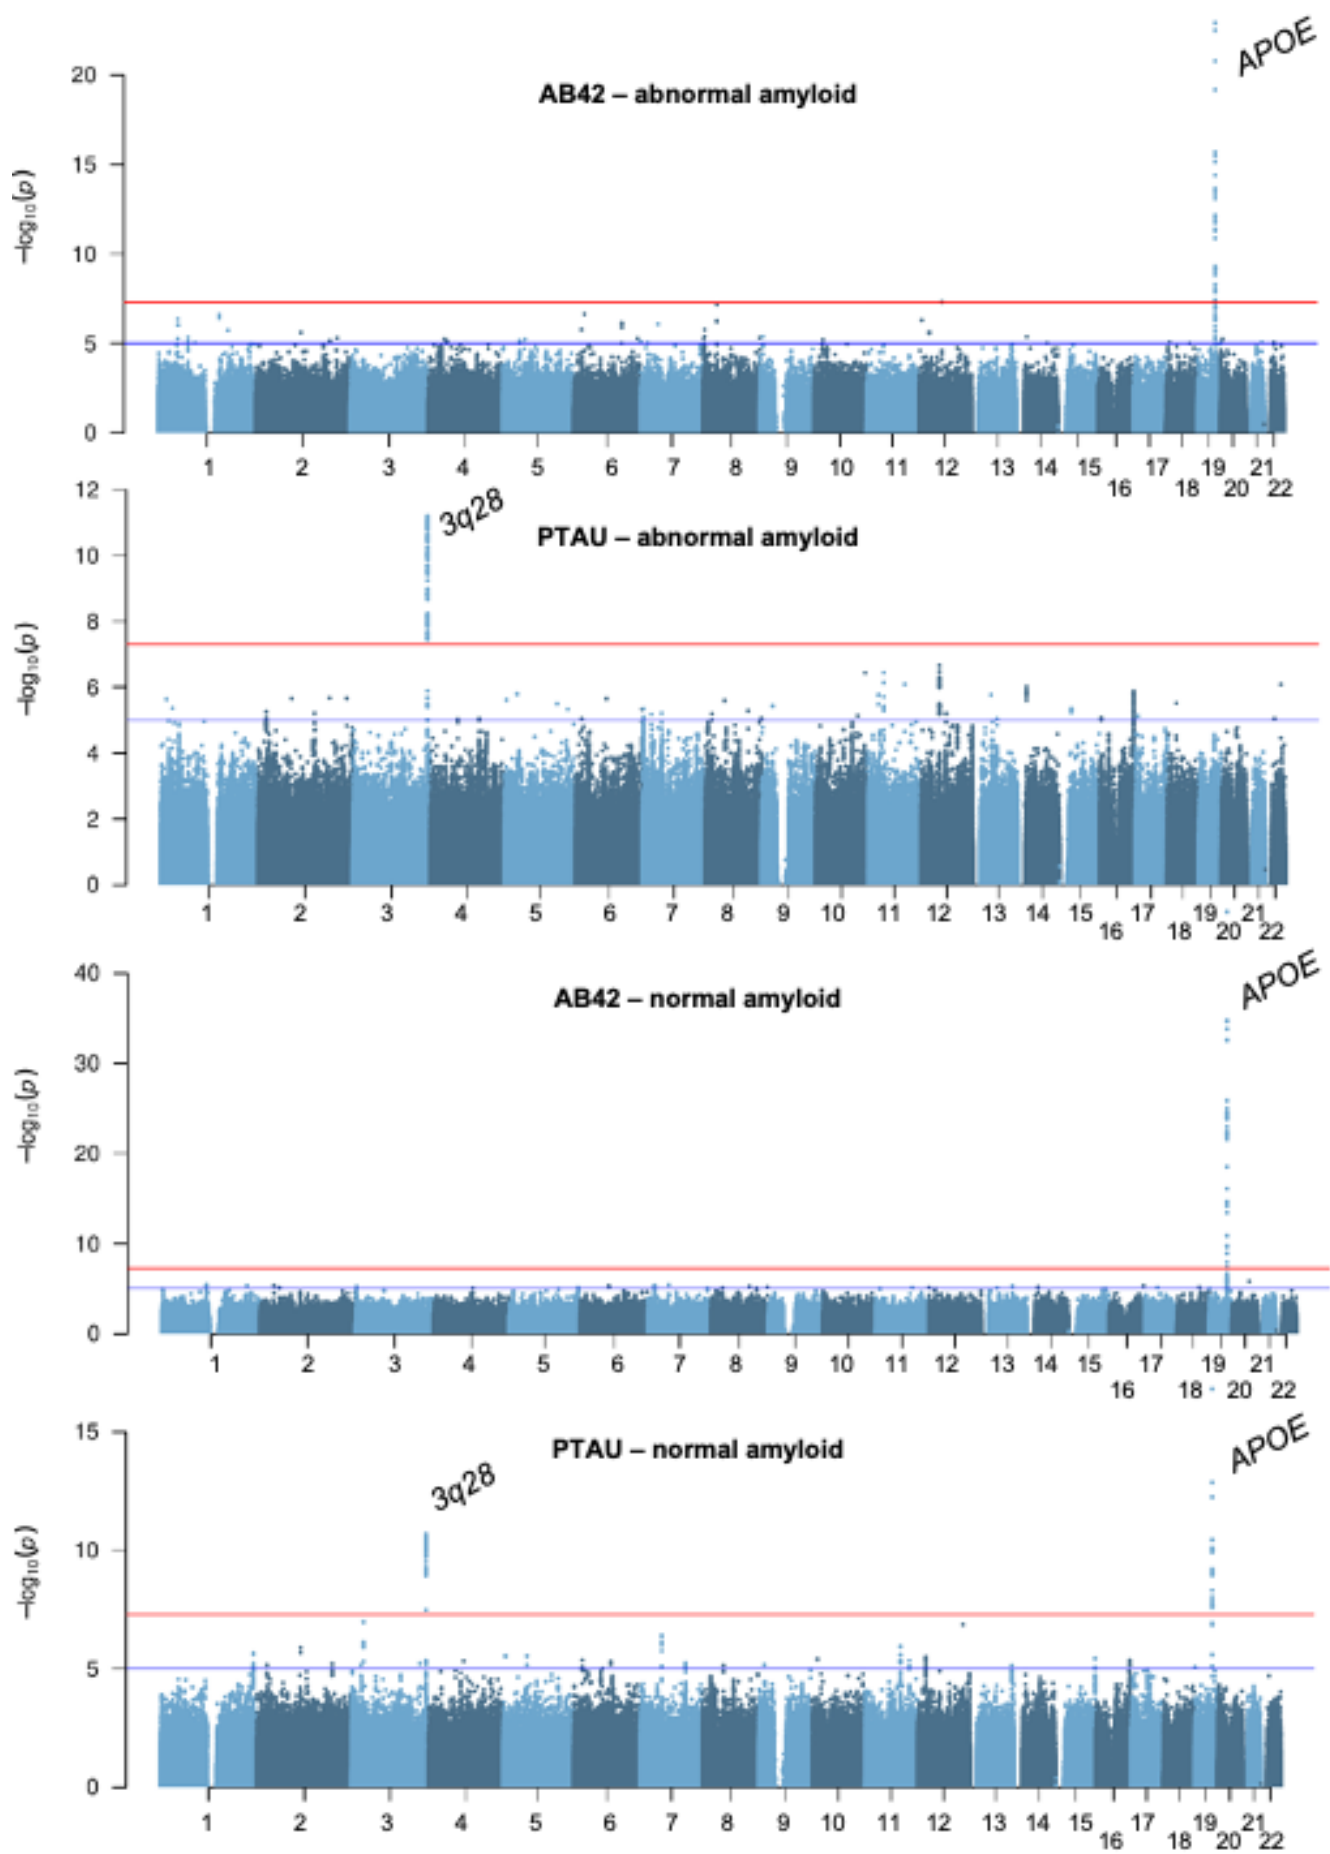 APOE
AB42 – abnormal amyloid
−log10(p)
20
15
10
5
0
1 2 3 4 5 6 7 8 9 10 11 12 13 14 15 16 17 18 19 20 21 22
3q28
PTAU – abnormal amyloid
−log10(p)
12
10
8
6
4
2
0
1 2 3 4 5 6 7 8 9 10 11 12 13 14 15 16 17 18 19 20 21 22
APOE
AB42 – normal amyloid
−log10(p)
40
30
20
10
0
1 2 3 4 5 6 7 8 9 10 11 12 13 14 15 16 17 18 19 20 21 22
APOE
PTAU – normal amyloid
3q28
−log10(p)
15
10
5
0
1 2 3 4 5 6 7 8 9 10 11 12 13 14 15 16 17 18 19 20 21 22